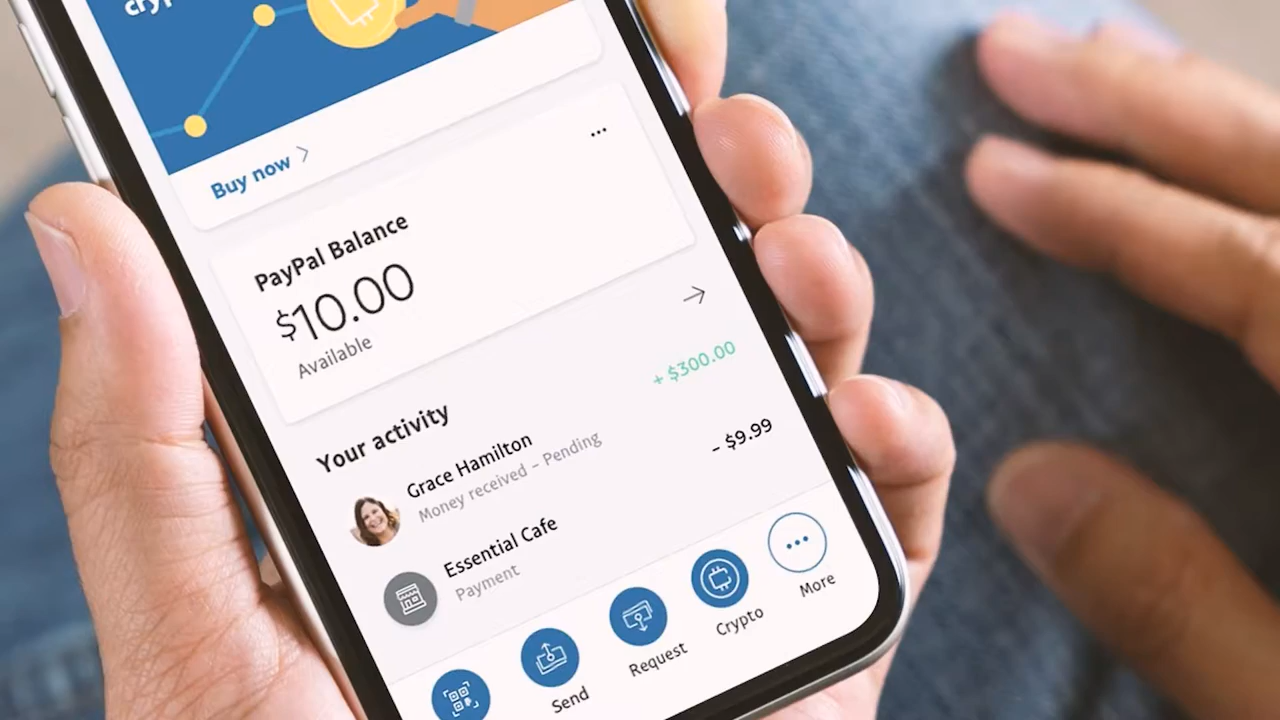 Buy now
PayPal Balance
$10.00
Available
Your activity
Grace Hamilton
+ $300.00
Money received – Pending
Essential Cafe
- $9.99
Payment
Send
Request
Crypto
More